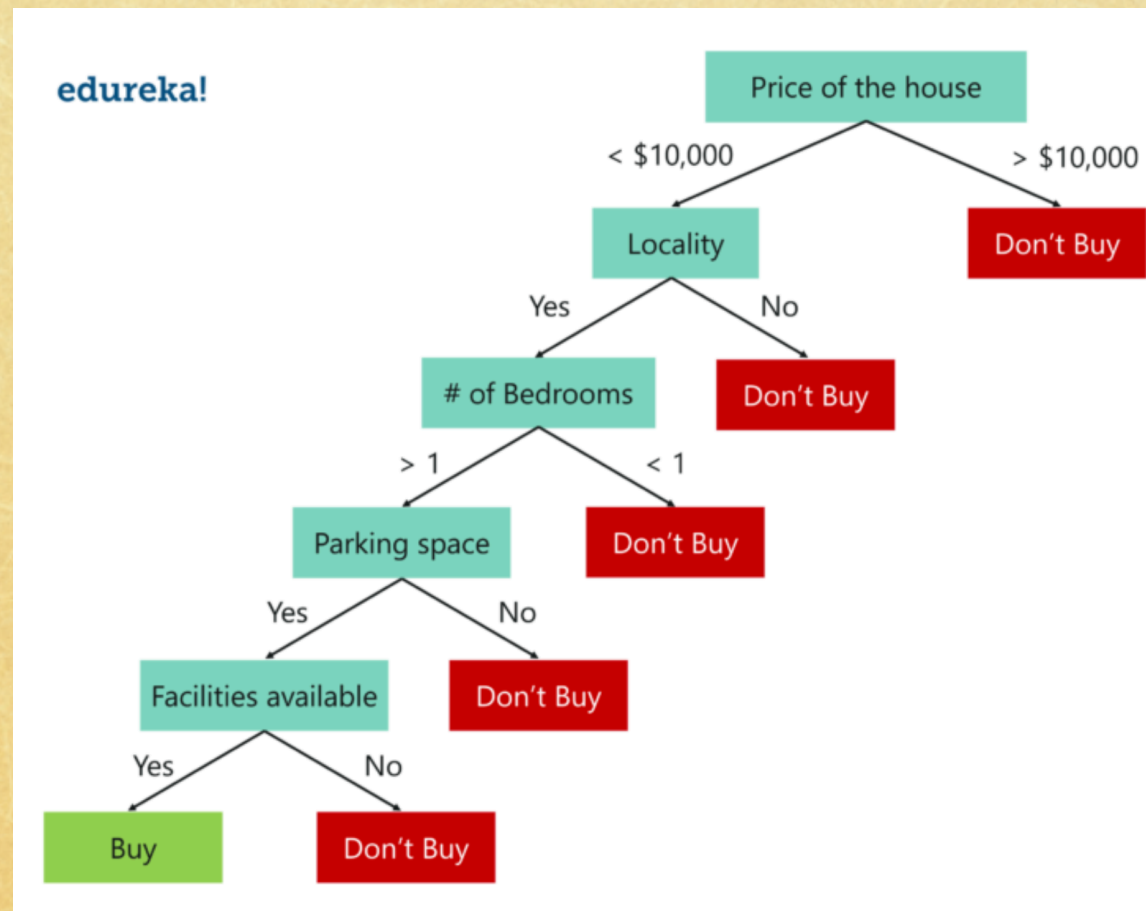 edureka!
Price of the house
< $10,000
> $10,000
Locality
Don't Buy
Yes
No
# of Bedrooms
Don't Buy
> 1
< 1
Parking space
Don't Buy
Yes
No
Facilities available
Don't Buy
Yes
No
Buy
Don't Buy